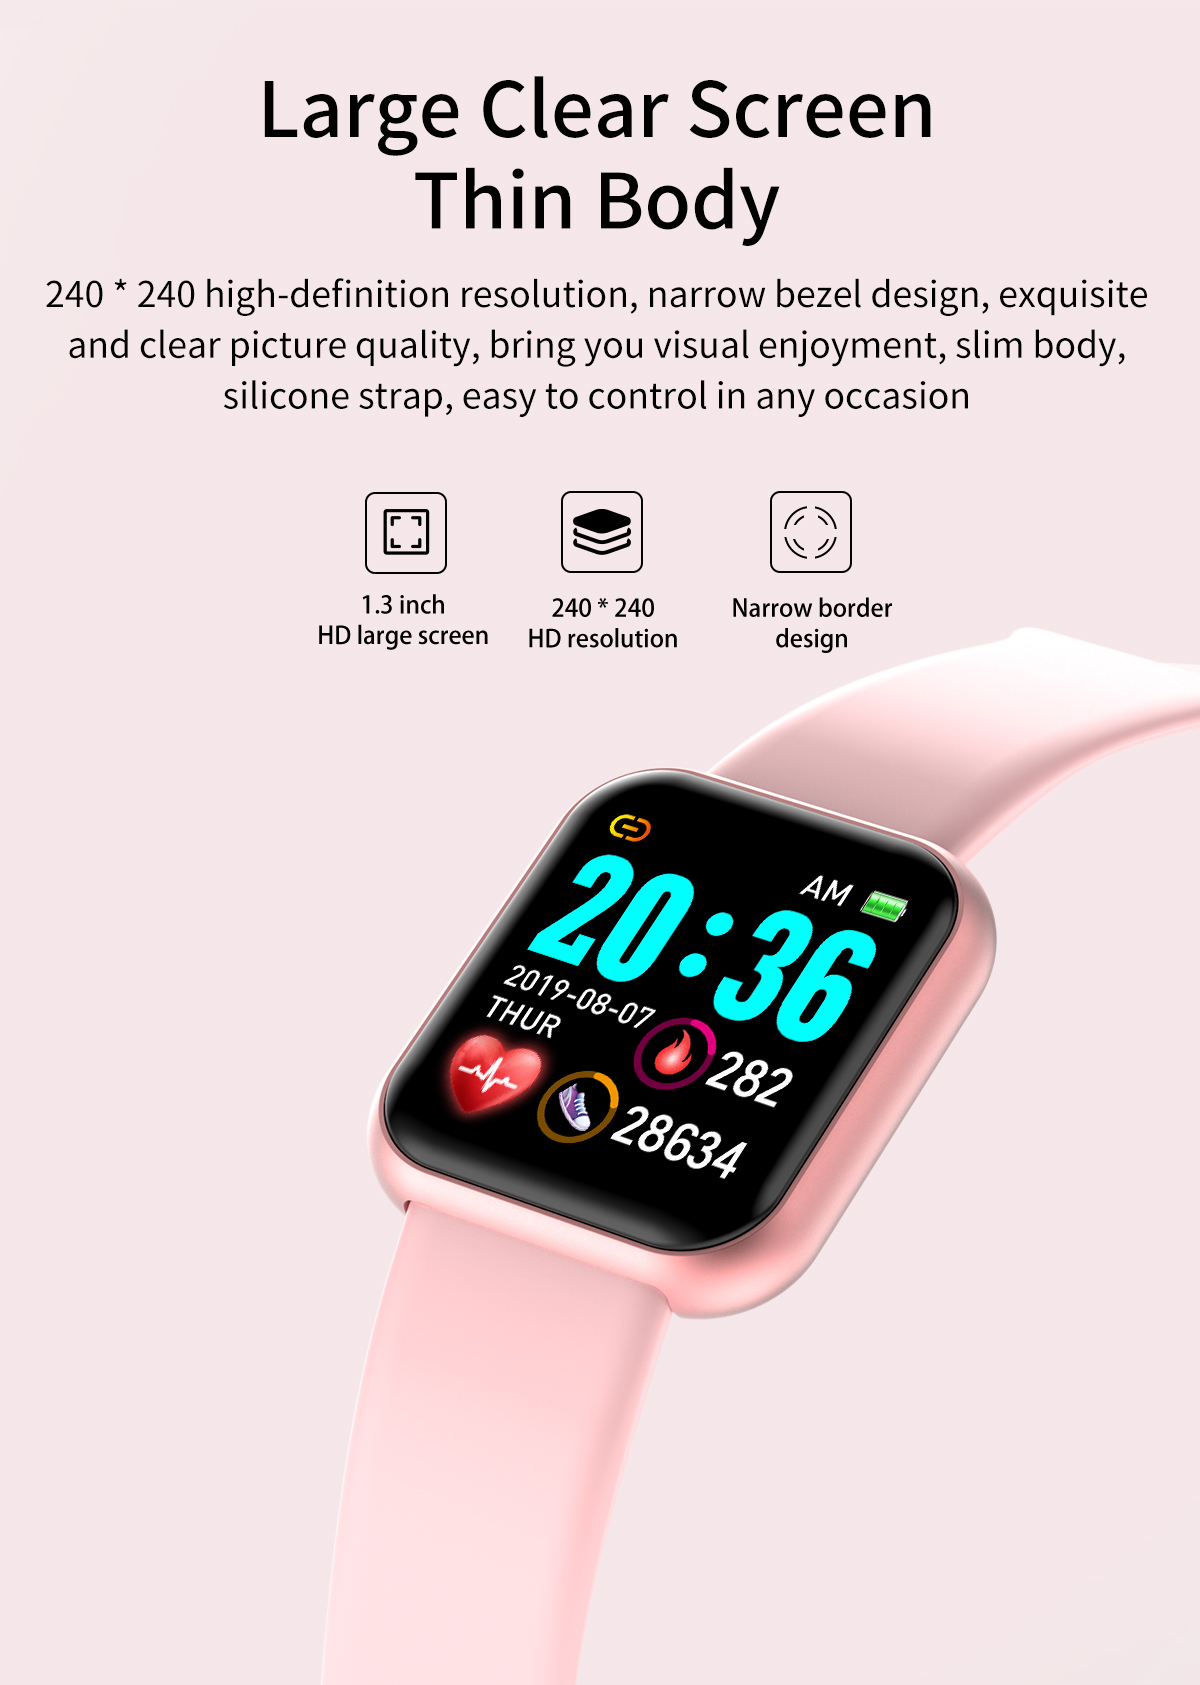 Large Clear Screen
Thin Body
240 * 240 high-definition resolution, narrow bezel design, exquisite
and clear picture quality, bring you visual enjoyment, slim body,
silicone strap, easy to control in any occasion
1.3 inch
HD large screen
240 * 240
HD resolution
Narrow border
design
AM
20:36
2019-08-07
THUR
282
28634